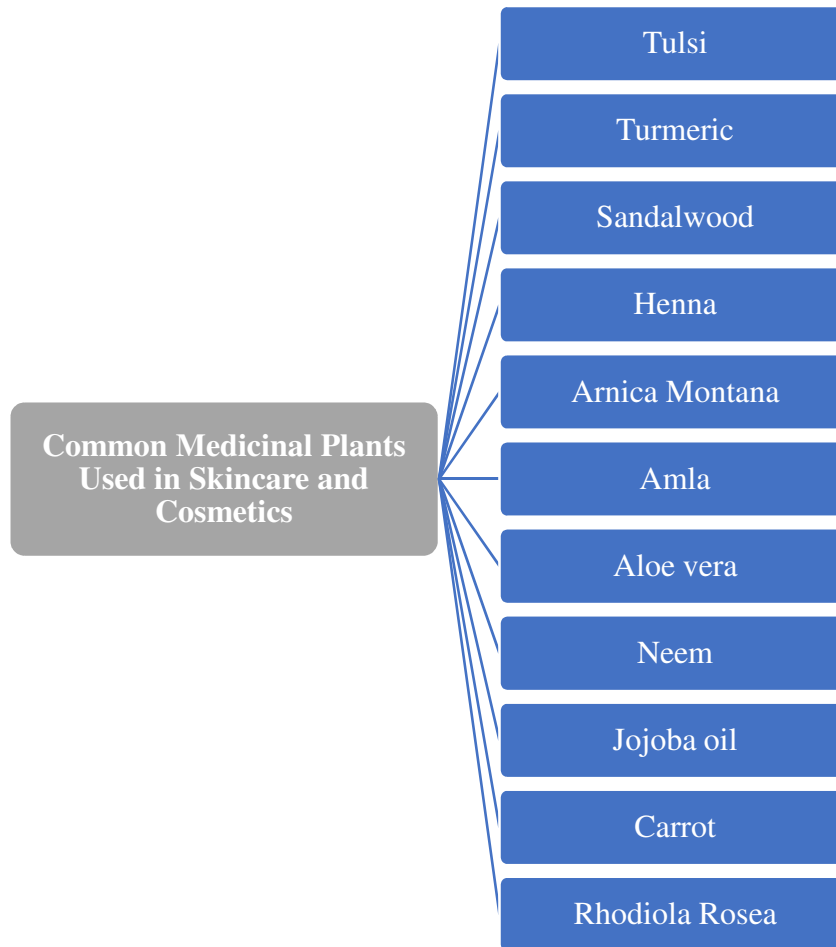 Tulsi
Turmeric
Sandalwood
Henna
Arnica Montana
Common Medicinal Plants
Used in Skincare and
Cosmetics
Amla
Aloe vera
Neem
Jojoba oil
Carrot
Rhodiola Rosea